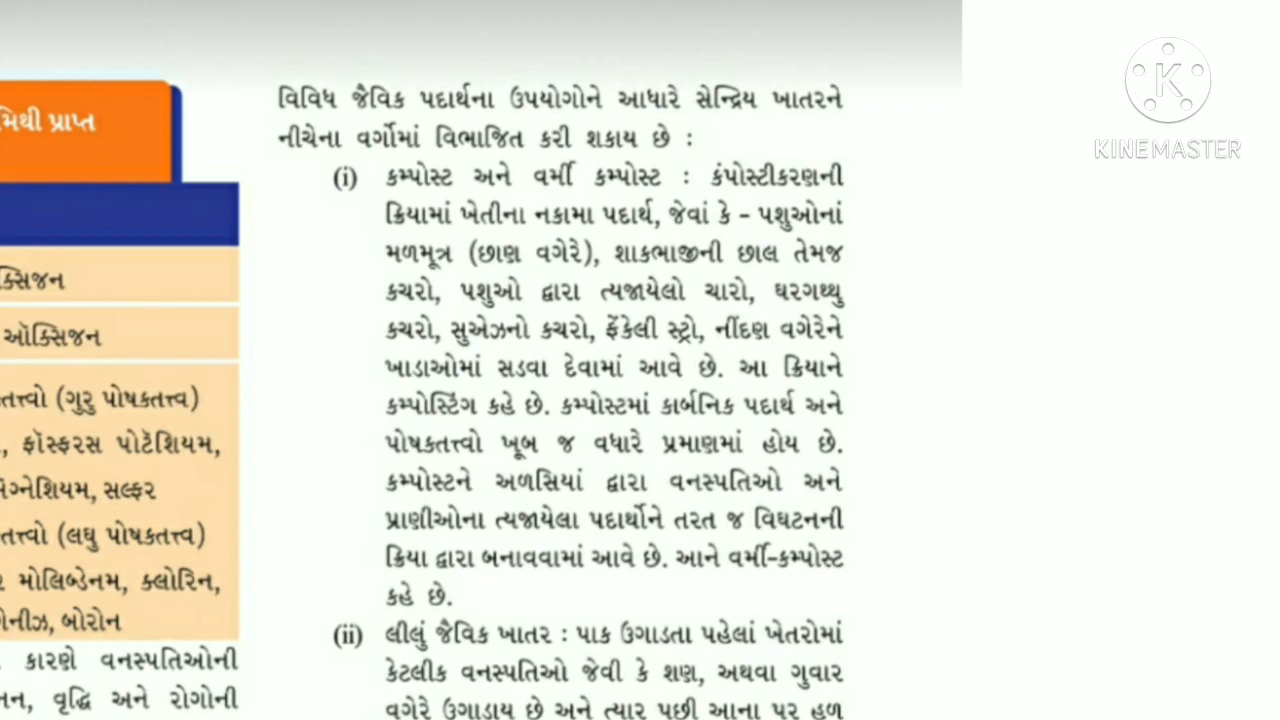 મિથી પ્રાપ્ત
ક્સિજન
ઑક્સિજન
તત્ત્વો (ગુરુ પોષકતત્ત્વ)
, ફૉસ્ફરસ પોટૅશિયમ,
મૅગ્નેશિયમ, સલ્ફર
તત્ત્વો (લઘુ પોષકતત્ત્વ)
મોલિબ્ડેનમ, ક્લોરિન,
બોરોન
કારણે વનસ્પતિઓની
વૃદ્ધિ અને રોગોની
વિવિધ જૈવિક પદાર્થના ઉપયોગોને આધારે સેન્દ્રિય ખાતરને
નીચેના વર્ગોમાં વિભાજિત કરી શકાય છે :
(i) કમ્પોસ્ટ અને વર્મી કમ્પોસ્ટ : કંપોસ્ટીકરણની
ક્રિયામાં ખેતીના નકામા પદાર્થ, જેવાં કે - પશુઓનાં
મળમૂત્ર (છાણ વગેરે), શાકભાજીની છાલ તેમજ
કચરો, પશુઓ દ્વારા ત્યજાયેલો ચારો, ઘરગથ્થુ
કચરો, સુએઝનો કચરો, ફેંકેલી સ્ટ્રો, નીંદણ વગેરેને
ખાડાઓમાં સડવા દેવામાં આવે છે. આ ક્રિયાને
કમ્પોસ્ટિંગ કહે છે. કમ્પોસ્ટમાં કાર્બનિક પદાર્થ અને
પોષકતત્ત્વો ખૂબ જ વધારે પ્રમાણમાં હોય છે.
કમ્પોસ્ટને અળસિયાં દ્વારા વનસ્પતિઓ અને
પ્રાણીઓના ત્યજાયેલા પદાર્થોને તરત જ વિઘટનની
ક્રિયા દ્વારા બનાવવામાં આવે છે. આને વર્મી-કમ્પોસ્ટ
કહે છે.
(ii) લીલું જૈવિક ખાતર : પાક ઉગાડતા પહેલાં ખેતરોમાં
કેટલીક વનસ્પતિઓ જેવી કે શણ, અથવા ગુવાર
વગેરે ઉગાડાય છે અને ત્યાર પછી આના પર હળ
K
KINEMASTER